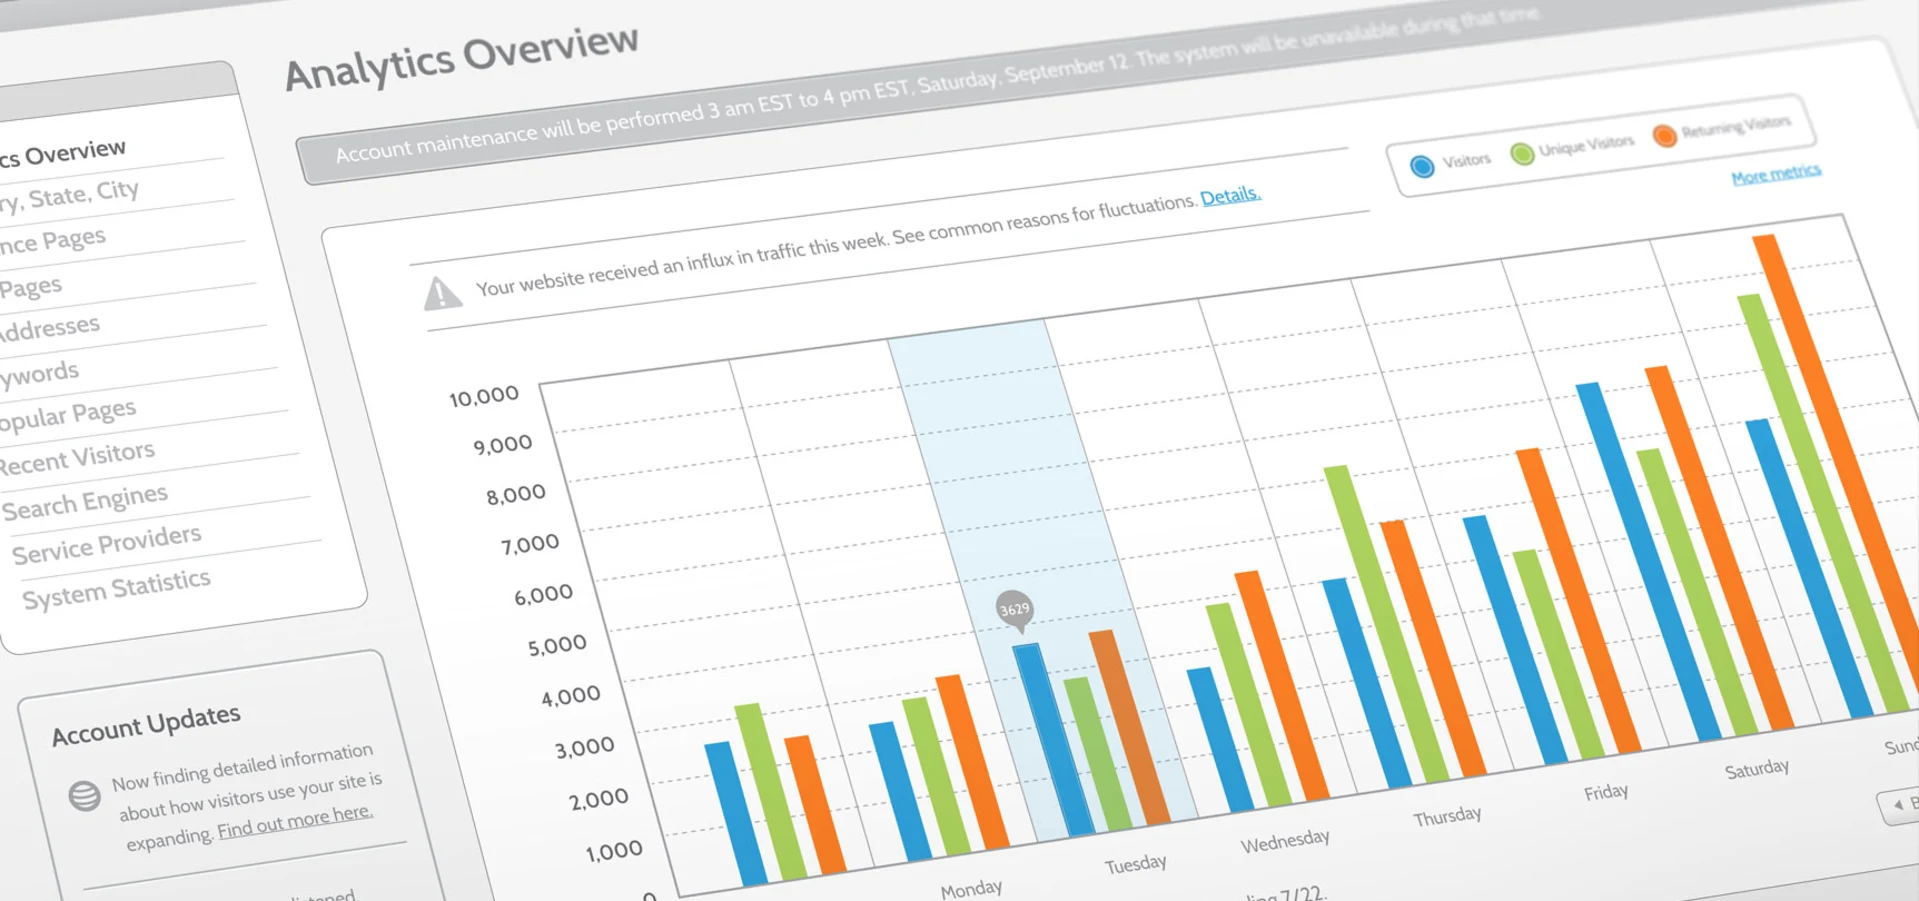 Analytics Overview
Account maintenance will be performed 3 am EST to 4 pm EST, Saturday, September 12. The system will be unavailable during that time.
cs Overview
ry, State, City
nce Pages
Pages
Addresses
ywords
opular Pages
Recent Visitors
Search Engines
Service Providers
System Statistics
Account Updates
Now finding detailed information
about how visitors use your site is
expanding. Find out more here.
Visitors
Unique Visitors
Returning Visitors
More metrics
Your website received an influx in traffic this week. See common reasons for fluctuations. Details.
10,000
9,000
8,000
7,000
6,000
5,000
4,000
3,000
2,000
1,000
0
3629
Monday
Tuesday
Wednesday
Thursday
Friday
Saturday
Sund
B
ling 7/22.